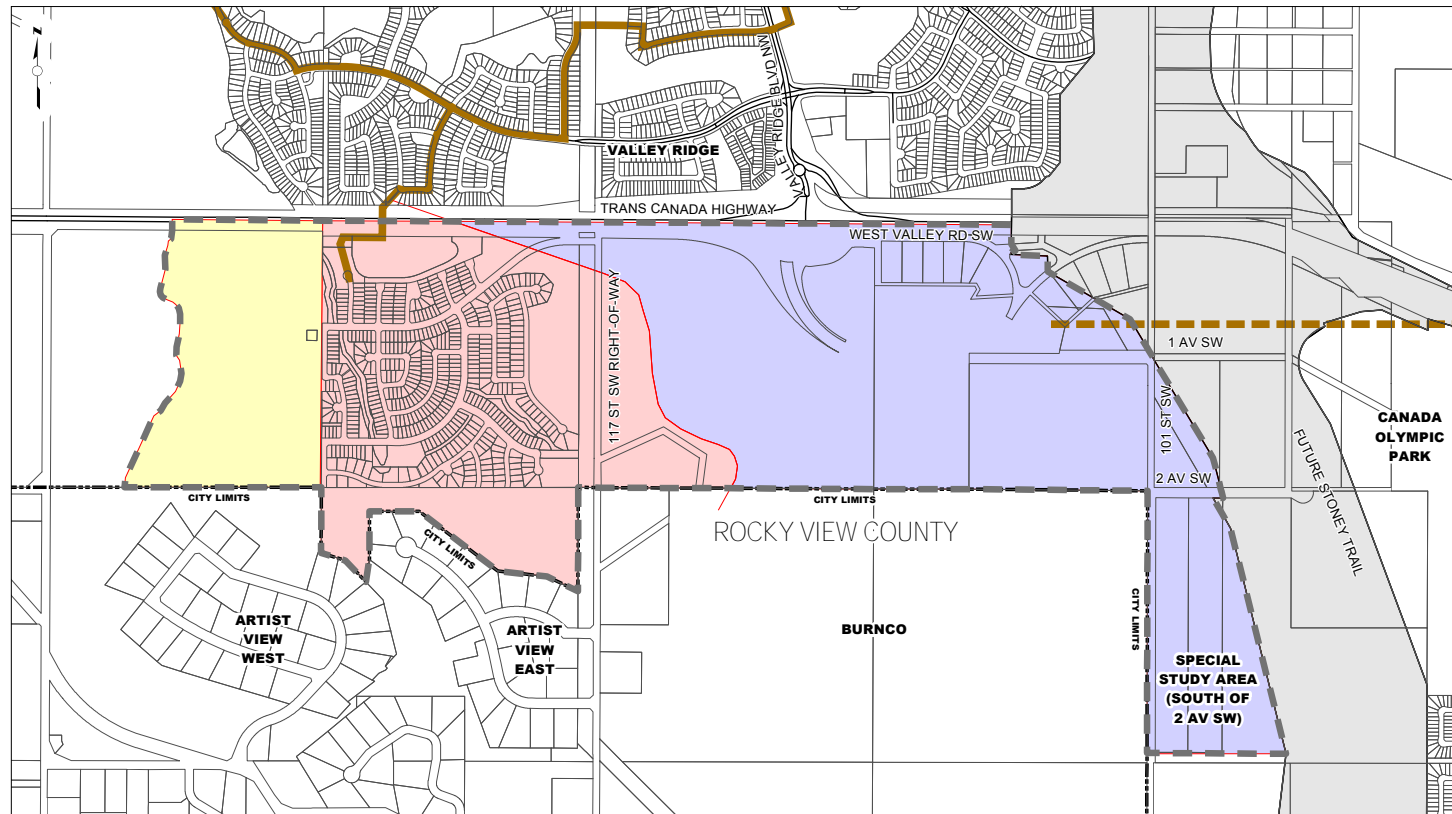 N
VALLEY RIDGE BLVD NW
VALLEY RIDGE
TRANS CANADA HIGHWAY
WEST VALLEY RD SW
117 ST SW RIGHT-OF-WAY
1 AV SW
101 ST SW
2 AV SW
CANADA
OLYMPIC
PARK
FUTURE STONEY TRAIL
CITY LIMITS
CITY LIMITS
CITY LIMITS
ROCKY VIEW COUNTY
CITY LIMITS
ARTIST
VIEW
WEST
ARTIST
VIEW
EAST
BURNCO
SPECIAL
STUDY AREA
(SOUTH OF
2 AV SW)